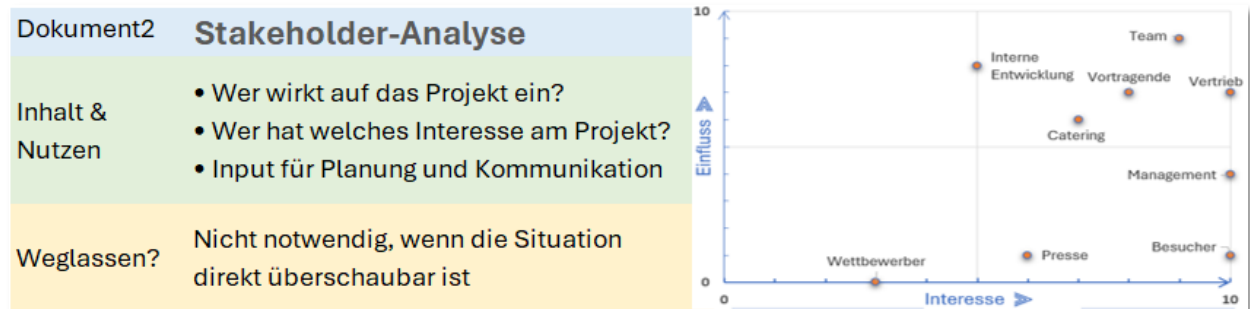 Dokument2
Stakeholder-Analyse
Inhalt &
Nutzen
• Wer wirkt auf das Projekt ein?
• Wer hat welches Interesse am Projekt?
• Input für Planung und Kommunikation
Weglassen?
Nicht notwendig, wenn die Situation
direkt überschaubar ist
10
Team
Interne
Entwicklung
Vortragende
Vertrieb
Catering
Einfluss
Management
Besucher
Presse
Wettbewerber
0
0
Interesse
10